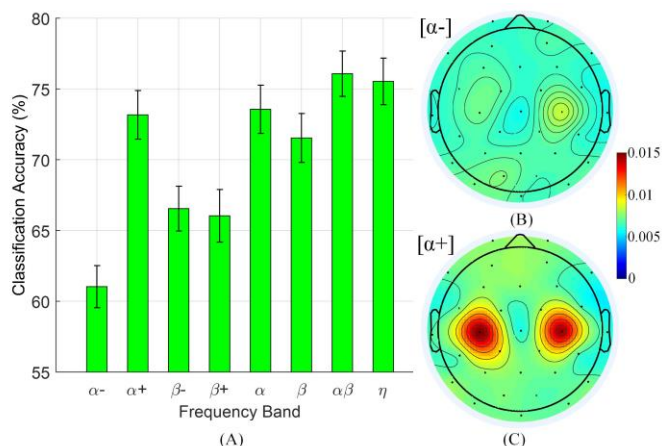 80
75
70
65
60
55
Classification Accuracy (%)
α- α+ β- β+ α β αβ η
Frequency Band
(A)
[α-]
(B)
[α+]
(C)
0.015
0.01
0.005
0